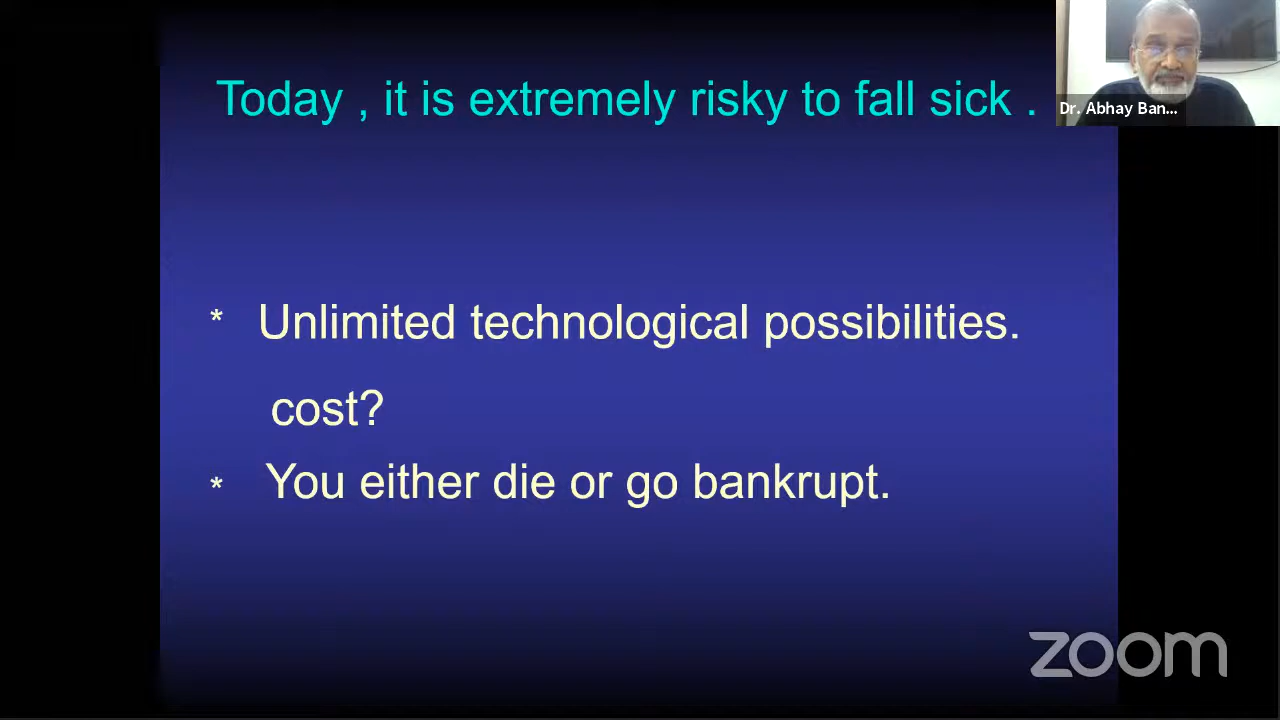 Today , it is extremely risky to fall sick .
Dr. Abhay Ban...
* Unlimited technological possibilities.
cost?
* You either die or go bankrupt.
zoom